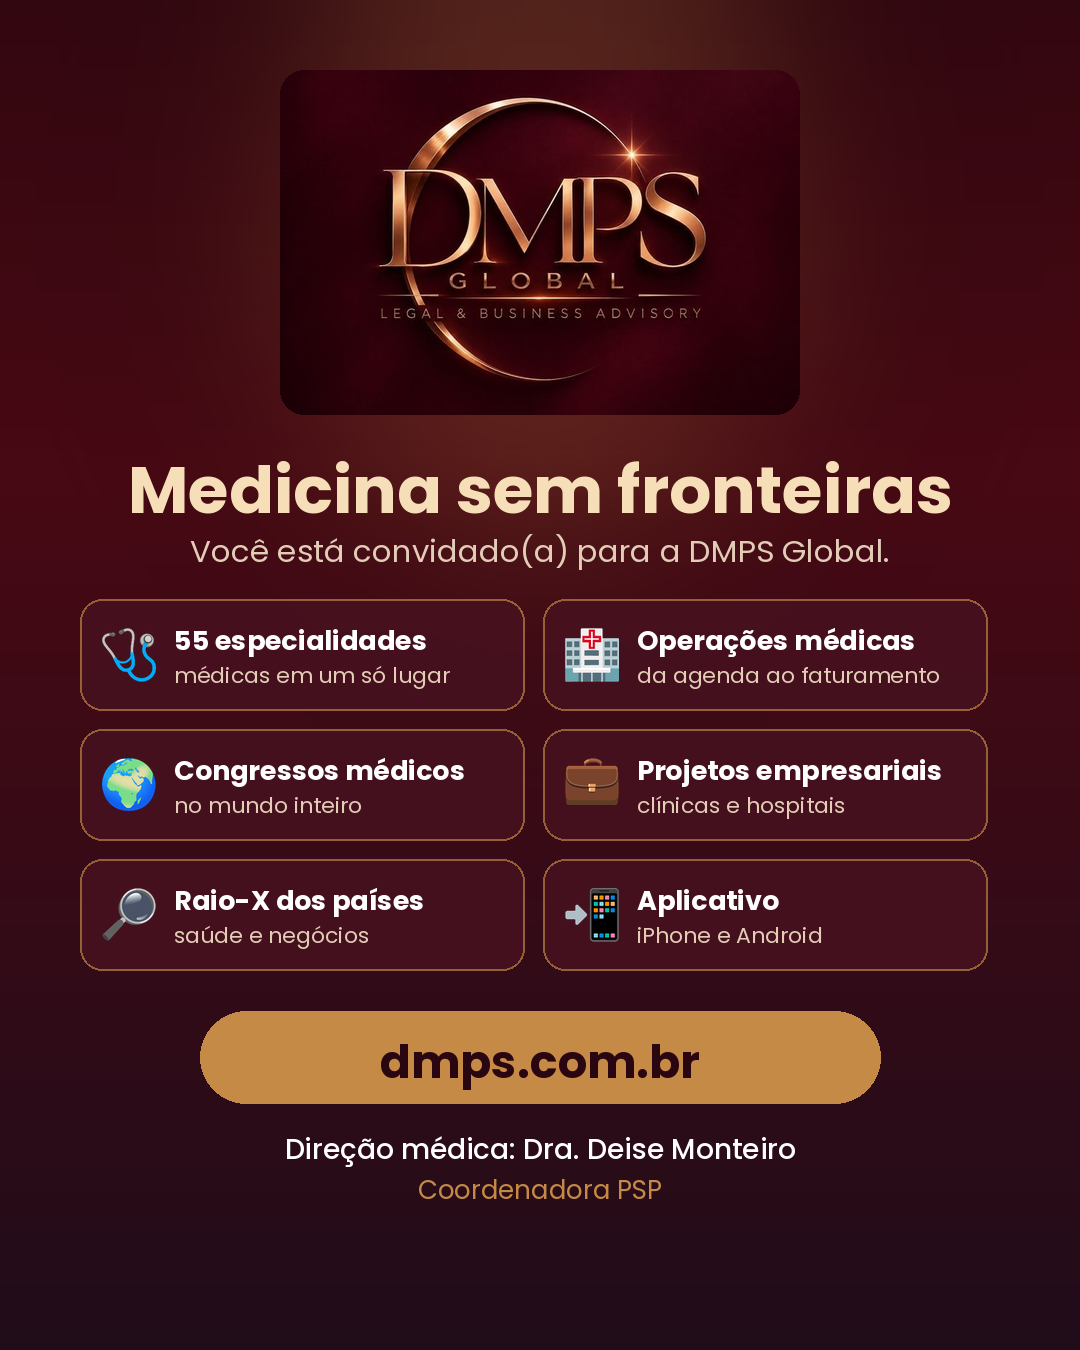 DMPS
GLOBAL
LEGAL & BUSINESS ADVISORY
Medicina sem fronteiras
Você está convidado(a) para a DMPS Global.
55 especialidades
médicas em um só lugar
Operações médicas
da agenda ao faturamento
Congressos médicos
no mundo inteiro
Projetos empresariais
clínicas e hospitais
Raio-X dos países
saúde e negócios
Aplicativo
iPhone e Android
dmps.com.br
Direção médica: Dra. Deise Monteiro
Coordenadora PSP